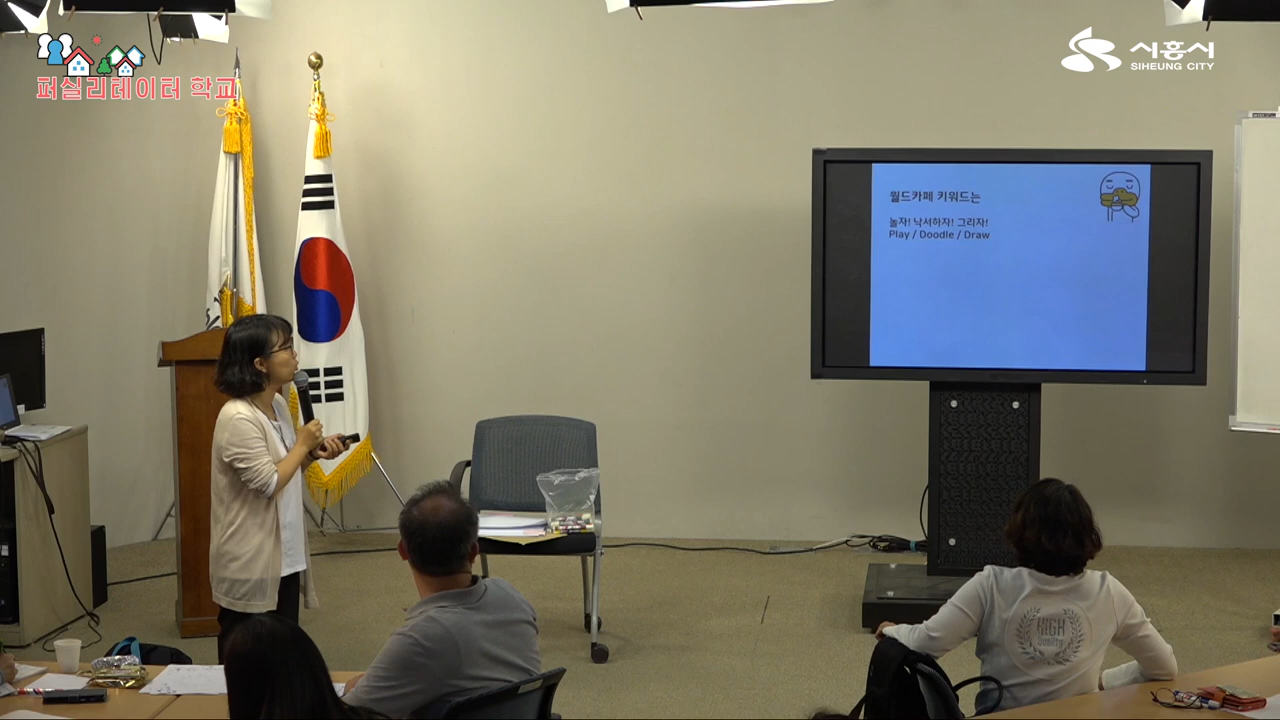 퍼실리테이터 학교
시흥시
SIHEUNG CITY
월드카페 키워드는
놀자! 낙서하자! 그리자!
Play / Doodle / Draw
HIGH
Quality